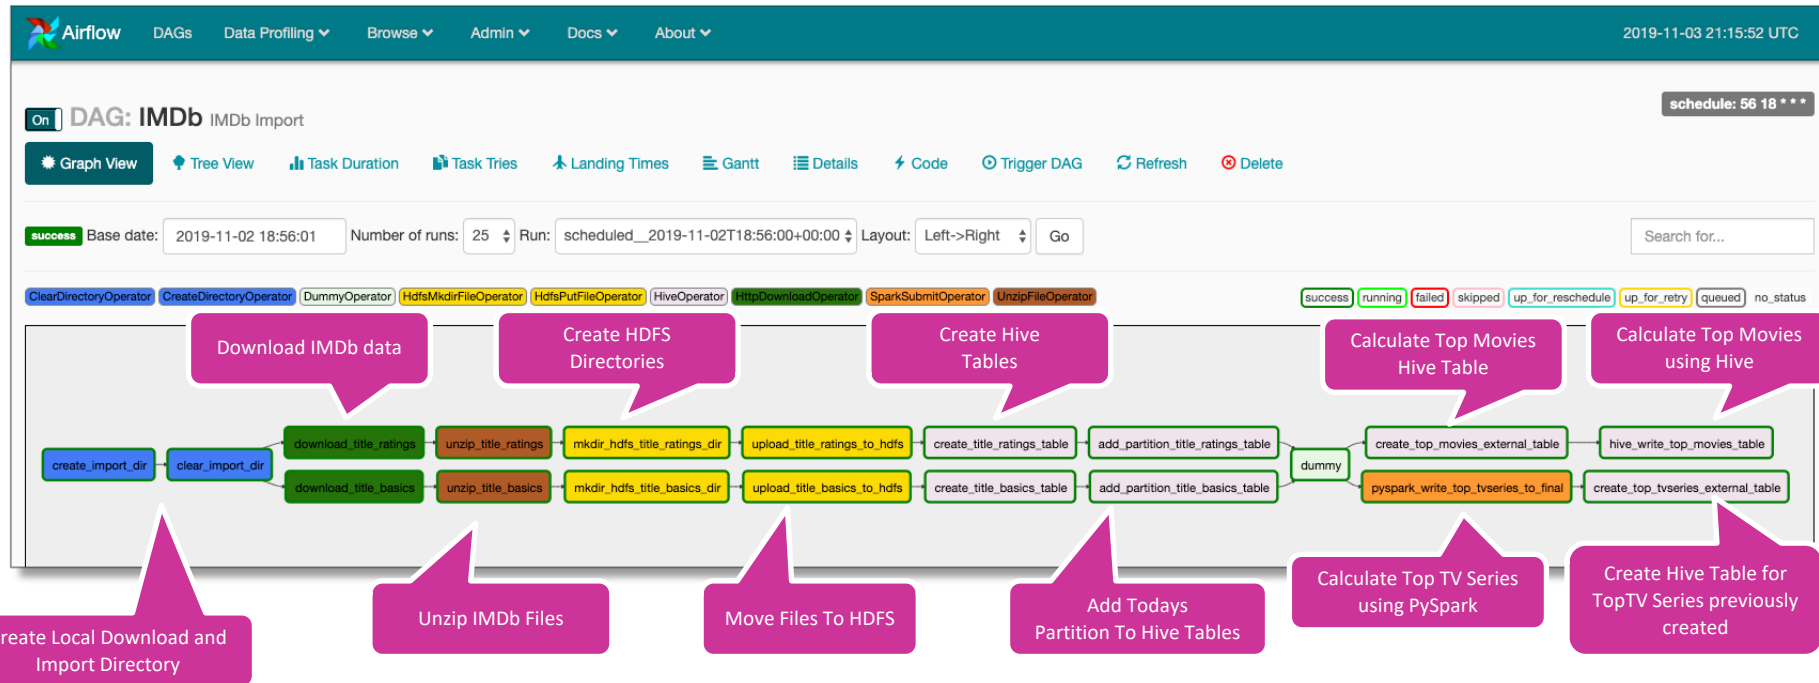 Airflow DAGs Data Profiling Browse Admin Docs About 2019-11-03 21:15:52 UTC
schedule: 56 18 * * *
On DAG: IMDb IMDb Import
Graph View Tree View Task Duration Task Tries Landing Times Gantt Details Code Trigger DAG Refresh Delete
success Base date: 2019-11-02 18:56:01 Number of runs: 25 Run: scheduled__2019-11-02T18:56:00+00:00 Layout: Left->Right Go Search for...
ClearDirectoryOperator CreateDirectoryOperator DummyOperator HdfsMkdirFileOperator HdfsPutFileOperator HiveOperator HttpDownloadOperator SparkSubmitOperator UnzipFileOperator success running failed skipped up_for_reschedule up_for_retry queued no_status
Download IMDb data
Create HDFS
Directories
Create Hive
Tables
Calculate Top Movies
Hive Table
Calculate Top Movies
using Hive
download_title_ratings unzip_title_ratings mkdir_hdfs_title_ratings_dir upload_title_ratings_to_hdfs create_title_ratings_table add_partition_title_ratings_table create_top_movies_external_table hive_write_top_movies_table
create_import_dir clear_import_dir dummy
download_title_basics unzip_title_basics mkdir_hdfs_title_basics_dir upload_title_basics_to_hdfs create_title_basics_table add_partition_title_basics_table pyspark_write_top_tvseries_to_final create_top_tvseries_external_table
reate Local Download and
Import Directory
Unzip IMDb Files
Move Files To HDFS
Add Todays
Partition To Hive Tables
Calculate Top TV Series
using PySpark
Create Hive Table for
TopTV Series previously
created